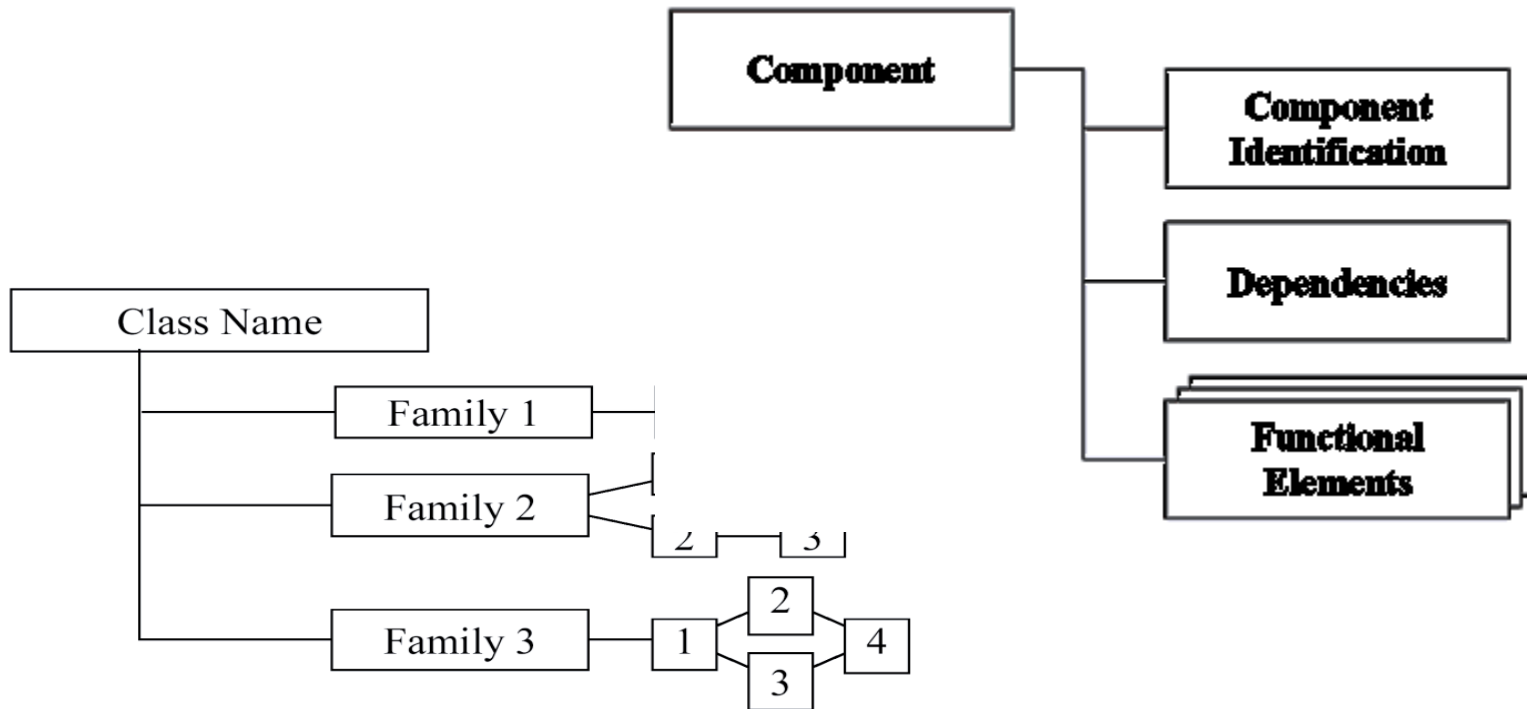 Component
Component
Identification
Dependencies
Functional
Elements
Class Name
Family 1
Family 2
2 3
Family 3
1
2
3
4